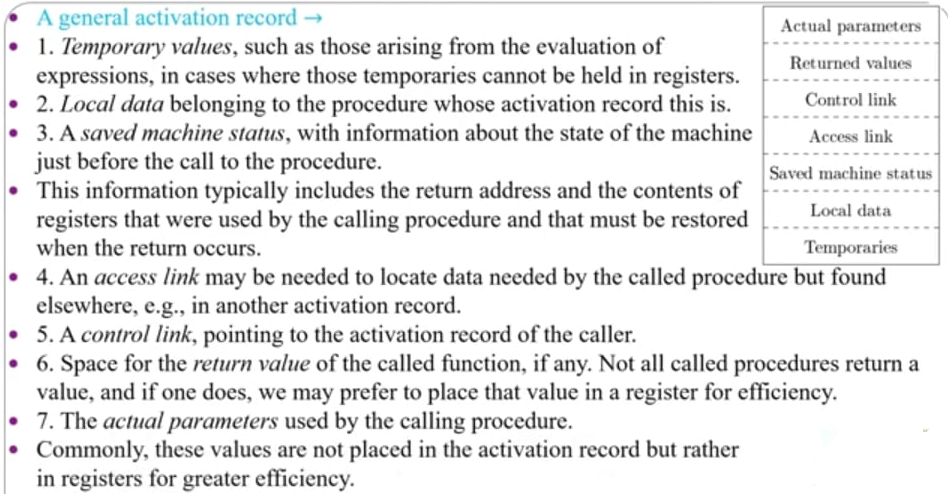 • A general activation record →
• 1. Temporary values, such as those arising from the evaluation of
expressions, in cases where those temporaries cannot be held in registers.
• 2. Local data belonging to the procedure whose activation record this is.
• 3. A saved machine status, with information about the state of the machine
just before the call to the procedure.
• This information typically includes the return address and the contents of
registers that were used by the calling procedure and that must be restored
when the return occurs.
• 4. An access link may be needed to locate data needed by the called procedure but found
elsewhere, e.g., in another activation record.
• 5. A control link, pointing to the activation record of the caller.
• 6. Space for the return value of the called function, if any. Not all called procedures return a
value, and if one does, we may prefer to place that value in a register for efficiency.
• 7. The actual parameters used by the calling procedure.
• Commonly, these values are not placed in the activation record but rather
in registers for greater efficiency.
Actual parameters
Returned values
Control link
Access link
Saved machine status
Local data
Temporaries